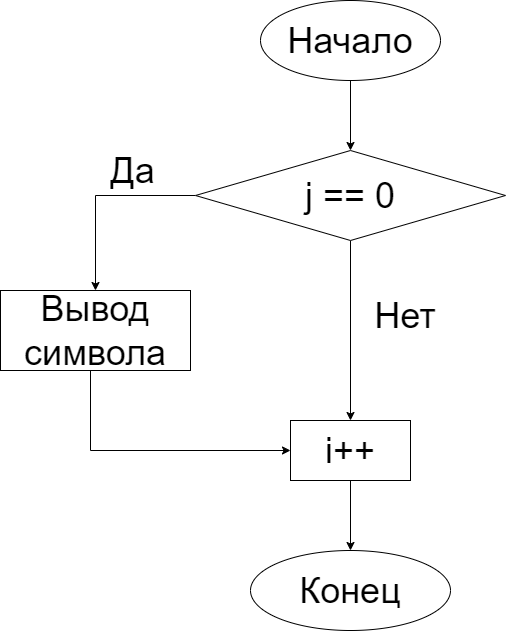 Начало
j == 0
Да
Вывод
символа
Нет
i++
Конец